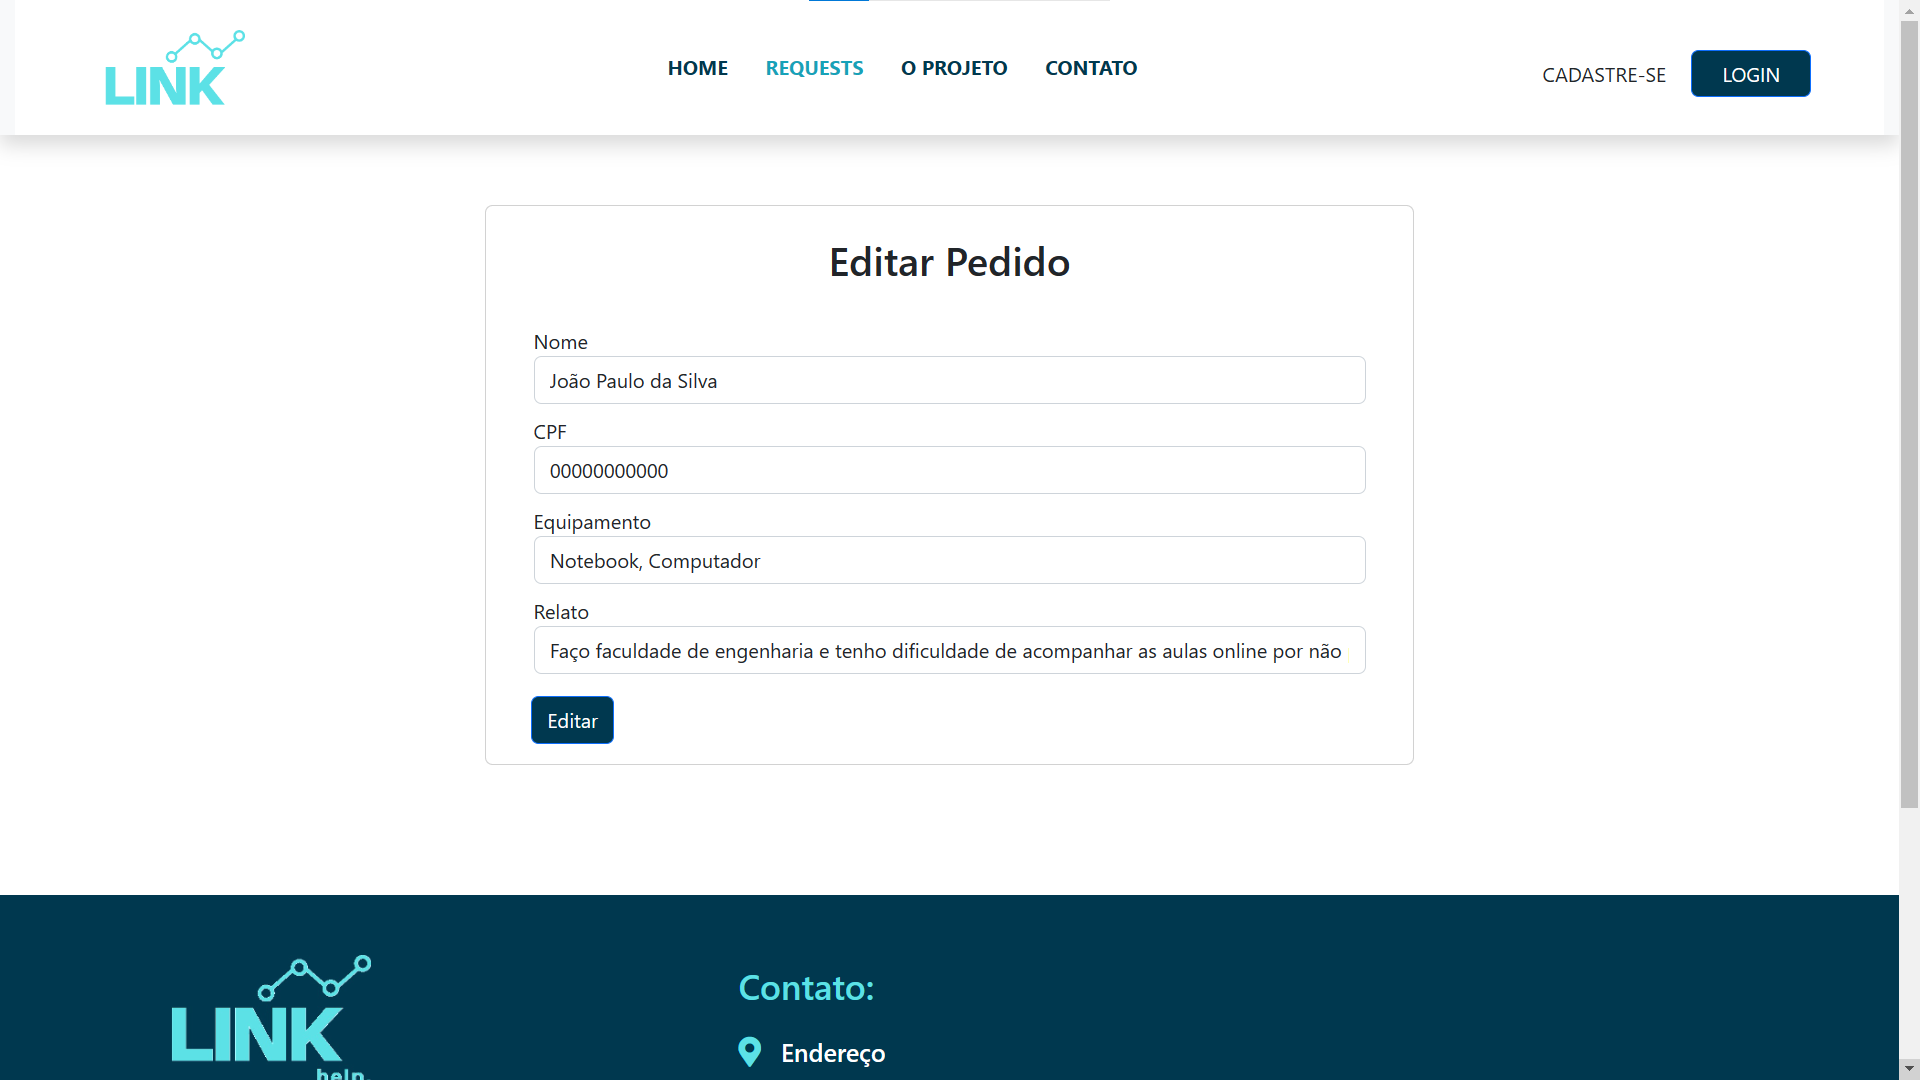 LINK
HOME REQUESTS O PROJETO CONTATO
CADASTRE-SE LOGIN
Editar Pedido
Nome
João Paulo da Silva
CPF
00000000000
Equipamento
Notebook, Computador
Relato
Faço faculdade de engenharia e tenho dificuldade de acompanhar as aulas online por não
Editar
LINK
help.
Contato:
Endereço